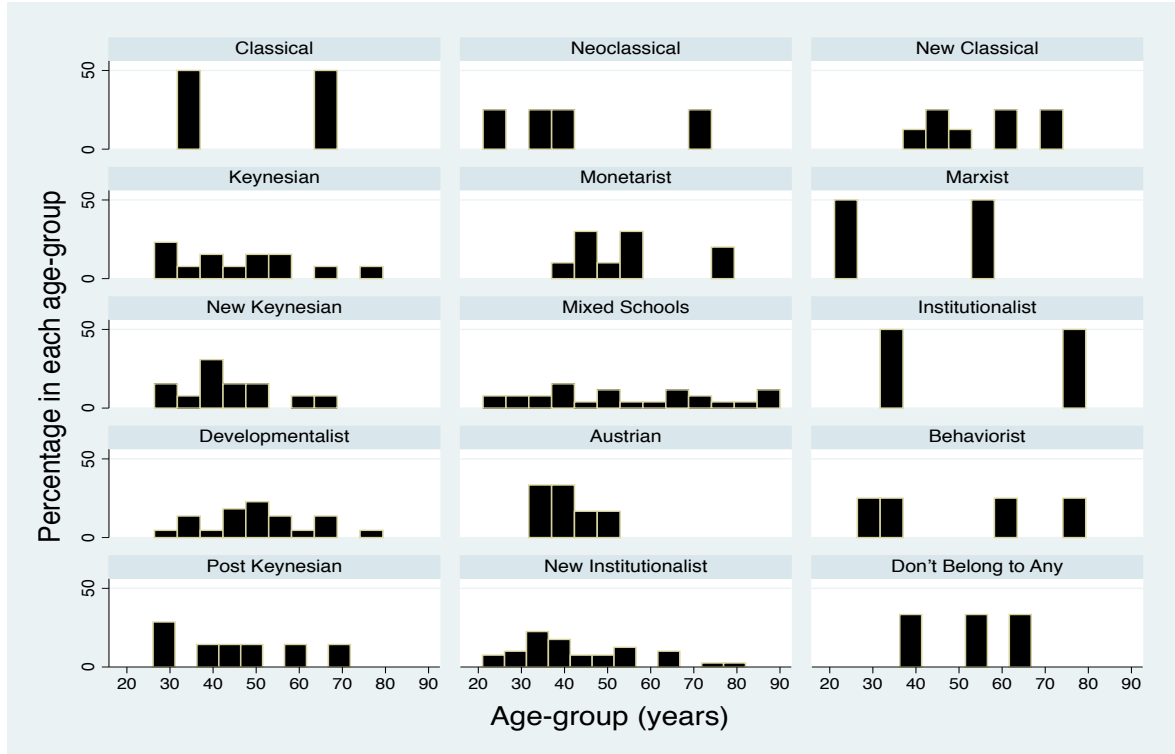 Classical
Neoclassical
New Classical
50
0
Keynesian
Monetarist
Marxist
50
0
New Keynesian
Mixed Schools
Institutionalist
50
0
Developmentalist
Austrian
Behaviorist
50
0
Post Keynesian
New Institutionalist
Don't Belong to Any
50
0
20 30 40 50 60 70 80 90
20 30 40 50 60 70 80 90
20 30 40 50 60 70 80 90
Percentage in each age-group
Age-group (years)